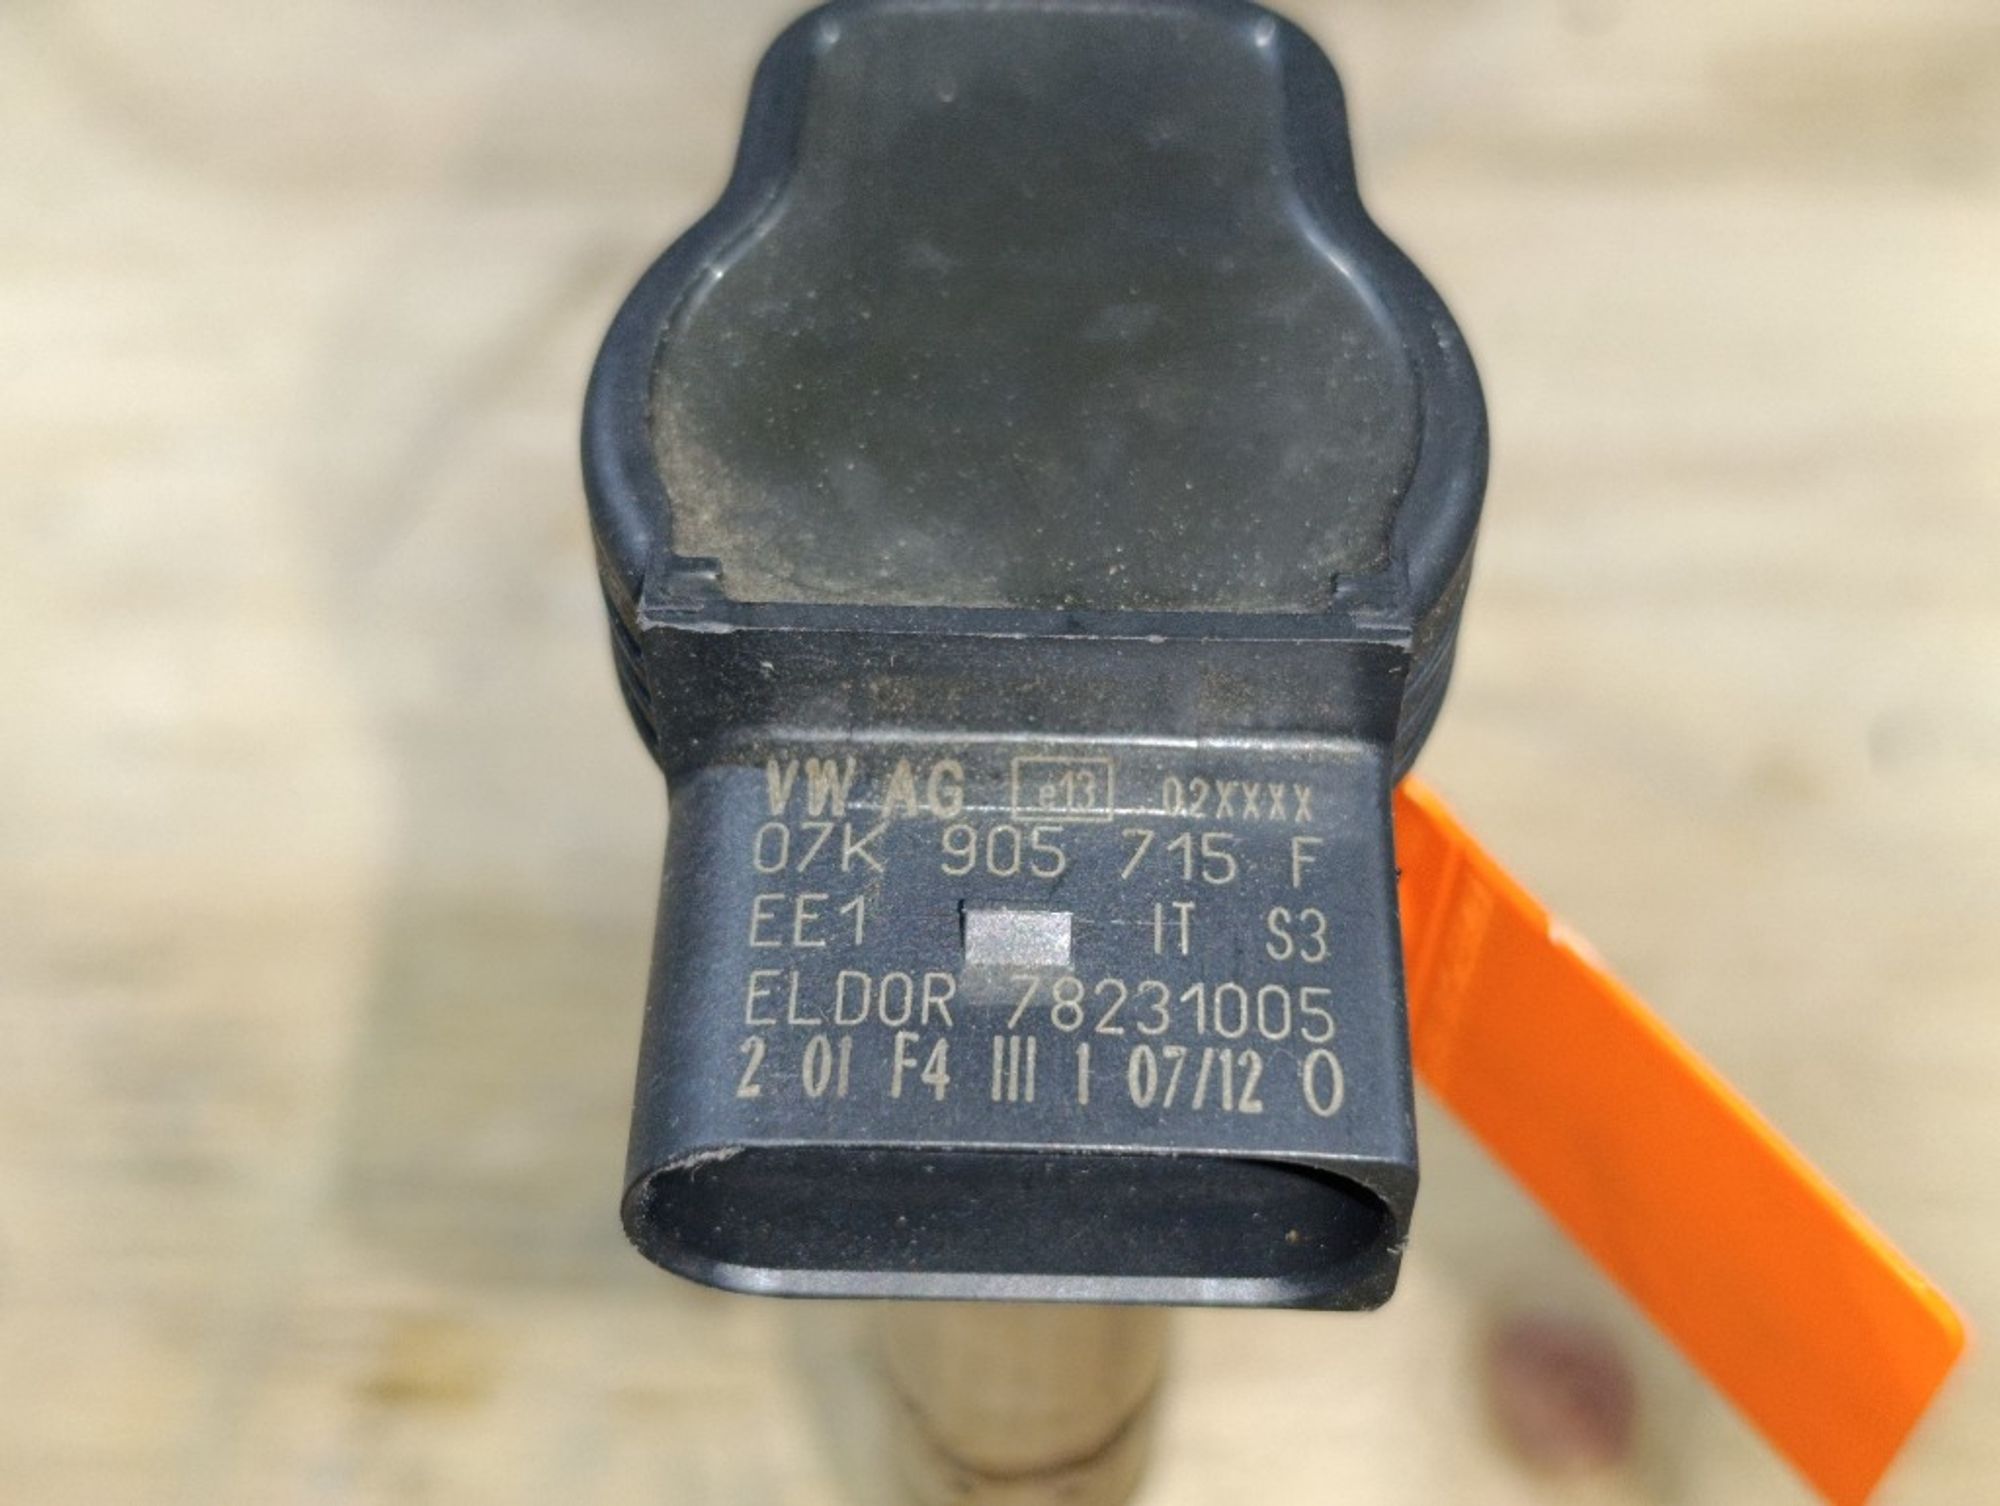 VW AG e13 02XXXX
07K 905 715 F
EE1 IT S3
ELDOR 78231005
2 01 F4 III I 07/12 0